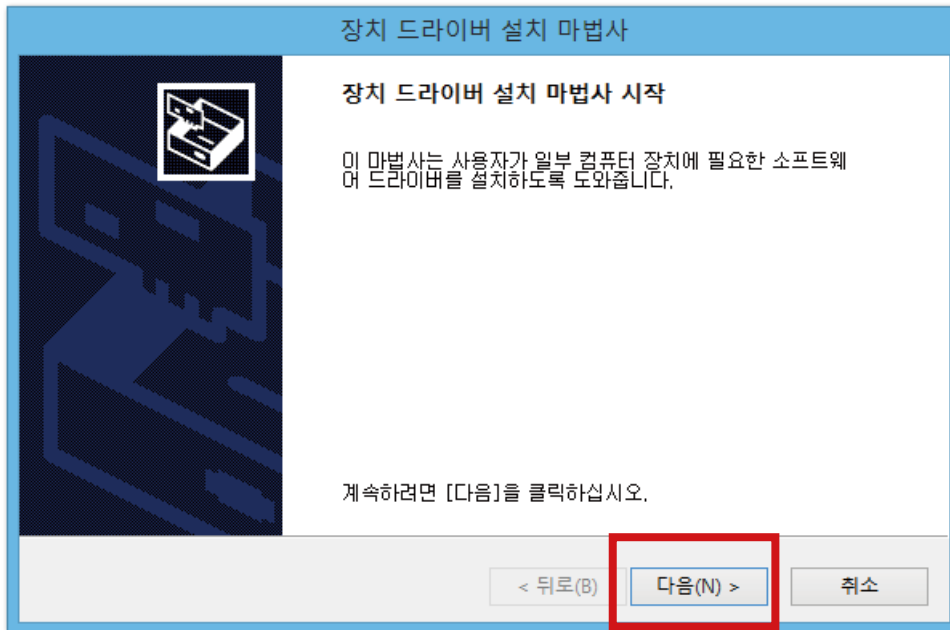 장치 드라이버 설치 마법사
장치 드라이버 설치 마법사 시작
이 마법사는 사용자가 일부 컴퓨터 장치에 필요한 소프트웨
어 드라이버를 설치하도록 도와줍니다.
계속하려면 [다음]을 클릭하십시오.
< 뒤로(B) 다음(N) > 취소